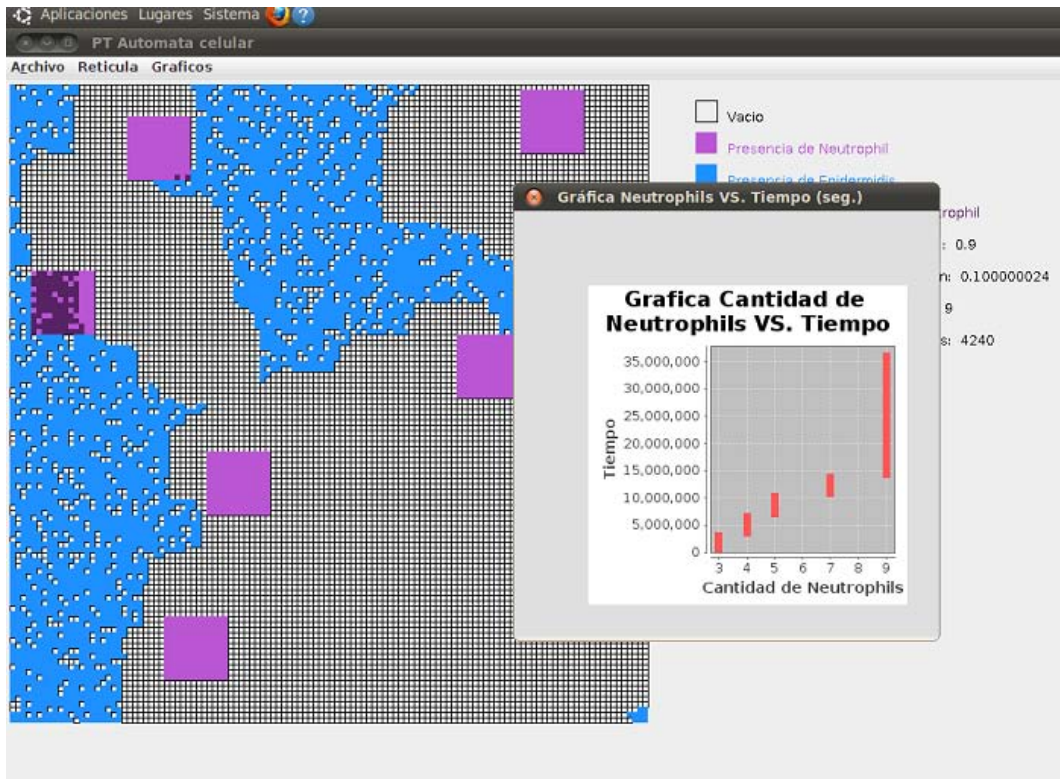 Aplicaciones Lugares Sistema
PT Automata celular
Archivo Reticula Graficos
Vacio
Presencia de Neutrophil
Presencia de Epidermidis
Gráfica Neutrophils VS. Tiempo (seg.)
rophil
: 0.9
n: 0.100000024
9
s: 4240
Grafica Cantidad de
Neutrophils VS. Tiempo
35,000,000
30,000,000
25,000,000
20,000,000
15,000,000
10,000,000
5,000,000
0
Tiempo
3 4 5 6 7 8 9
Cantidad de Neutrophils